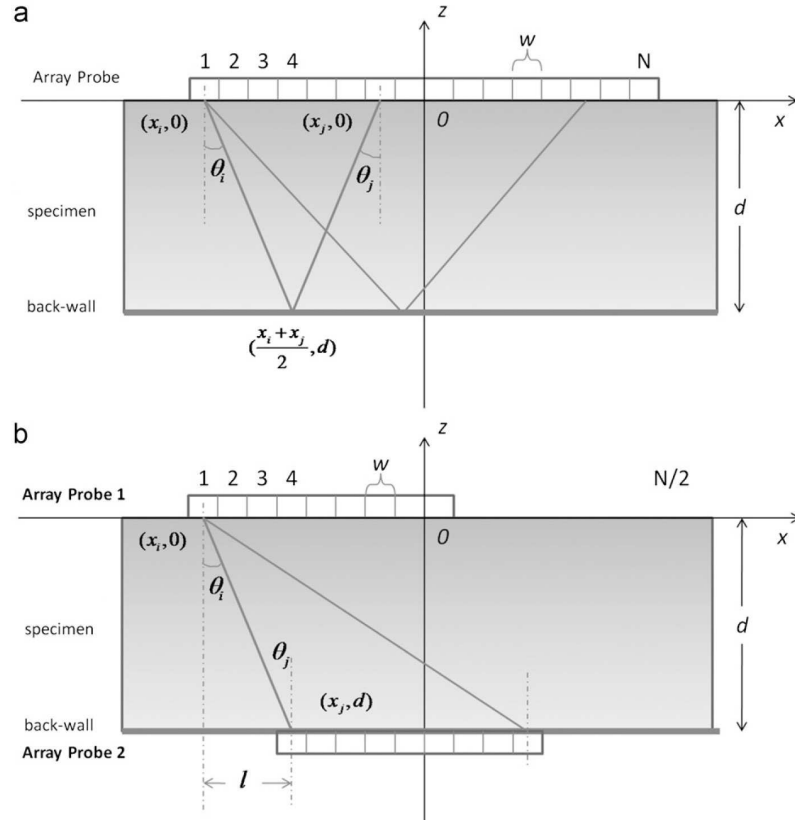 a
z
1 2 3 4 w N
Array Probe
(x_i,0) (x_j,0) 0 x
θ_i θ_j
specimen d
back-wall
(\frac{x_i+x_j}{2},d)
b
z
1 2 3 4 w N/2
Array Probe 1
(x_i,0) 0 x
θ_i
specimen d
θ_j
(x_j,d)
back-wall
Array Probe 2
l